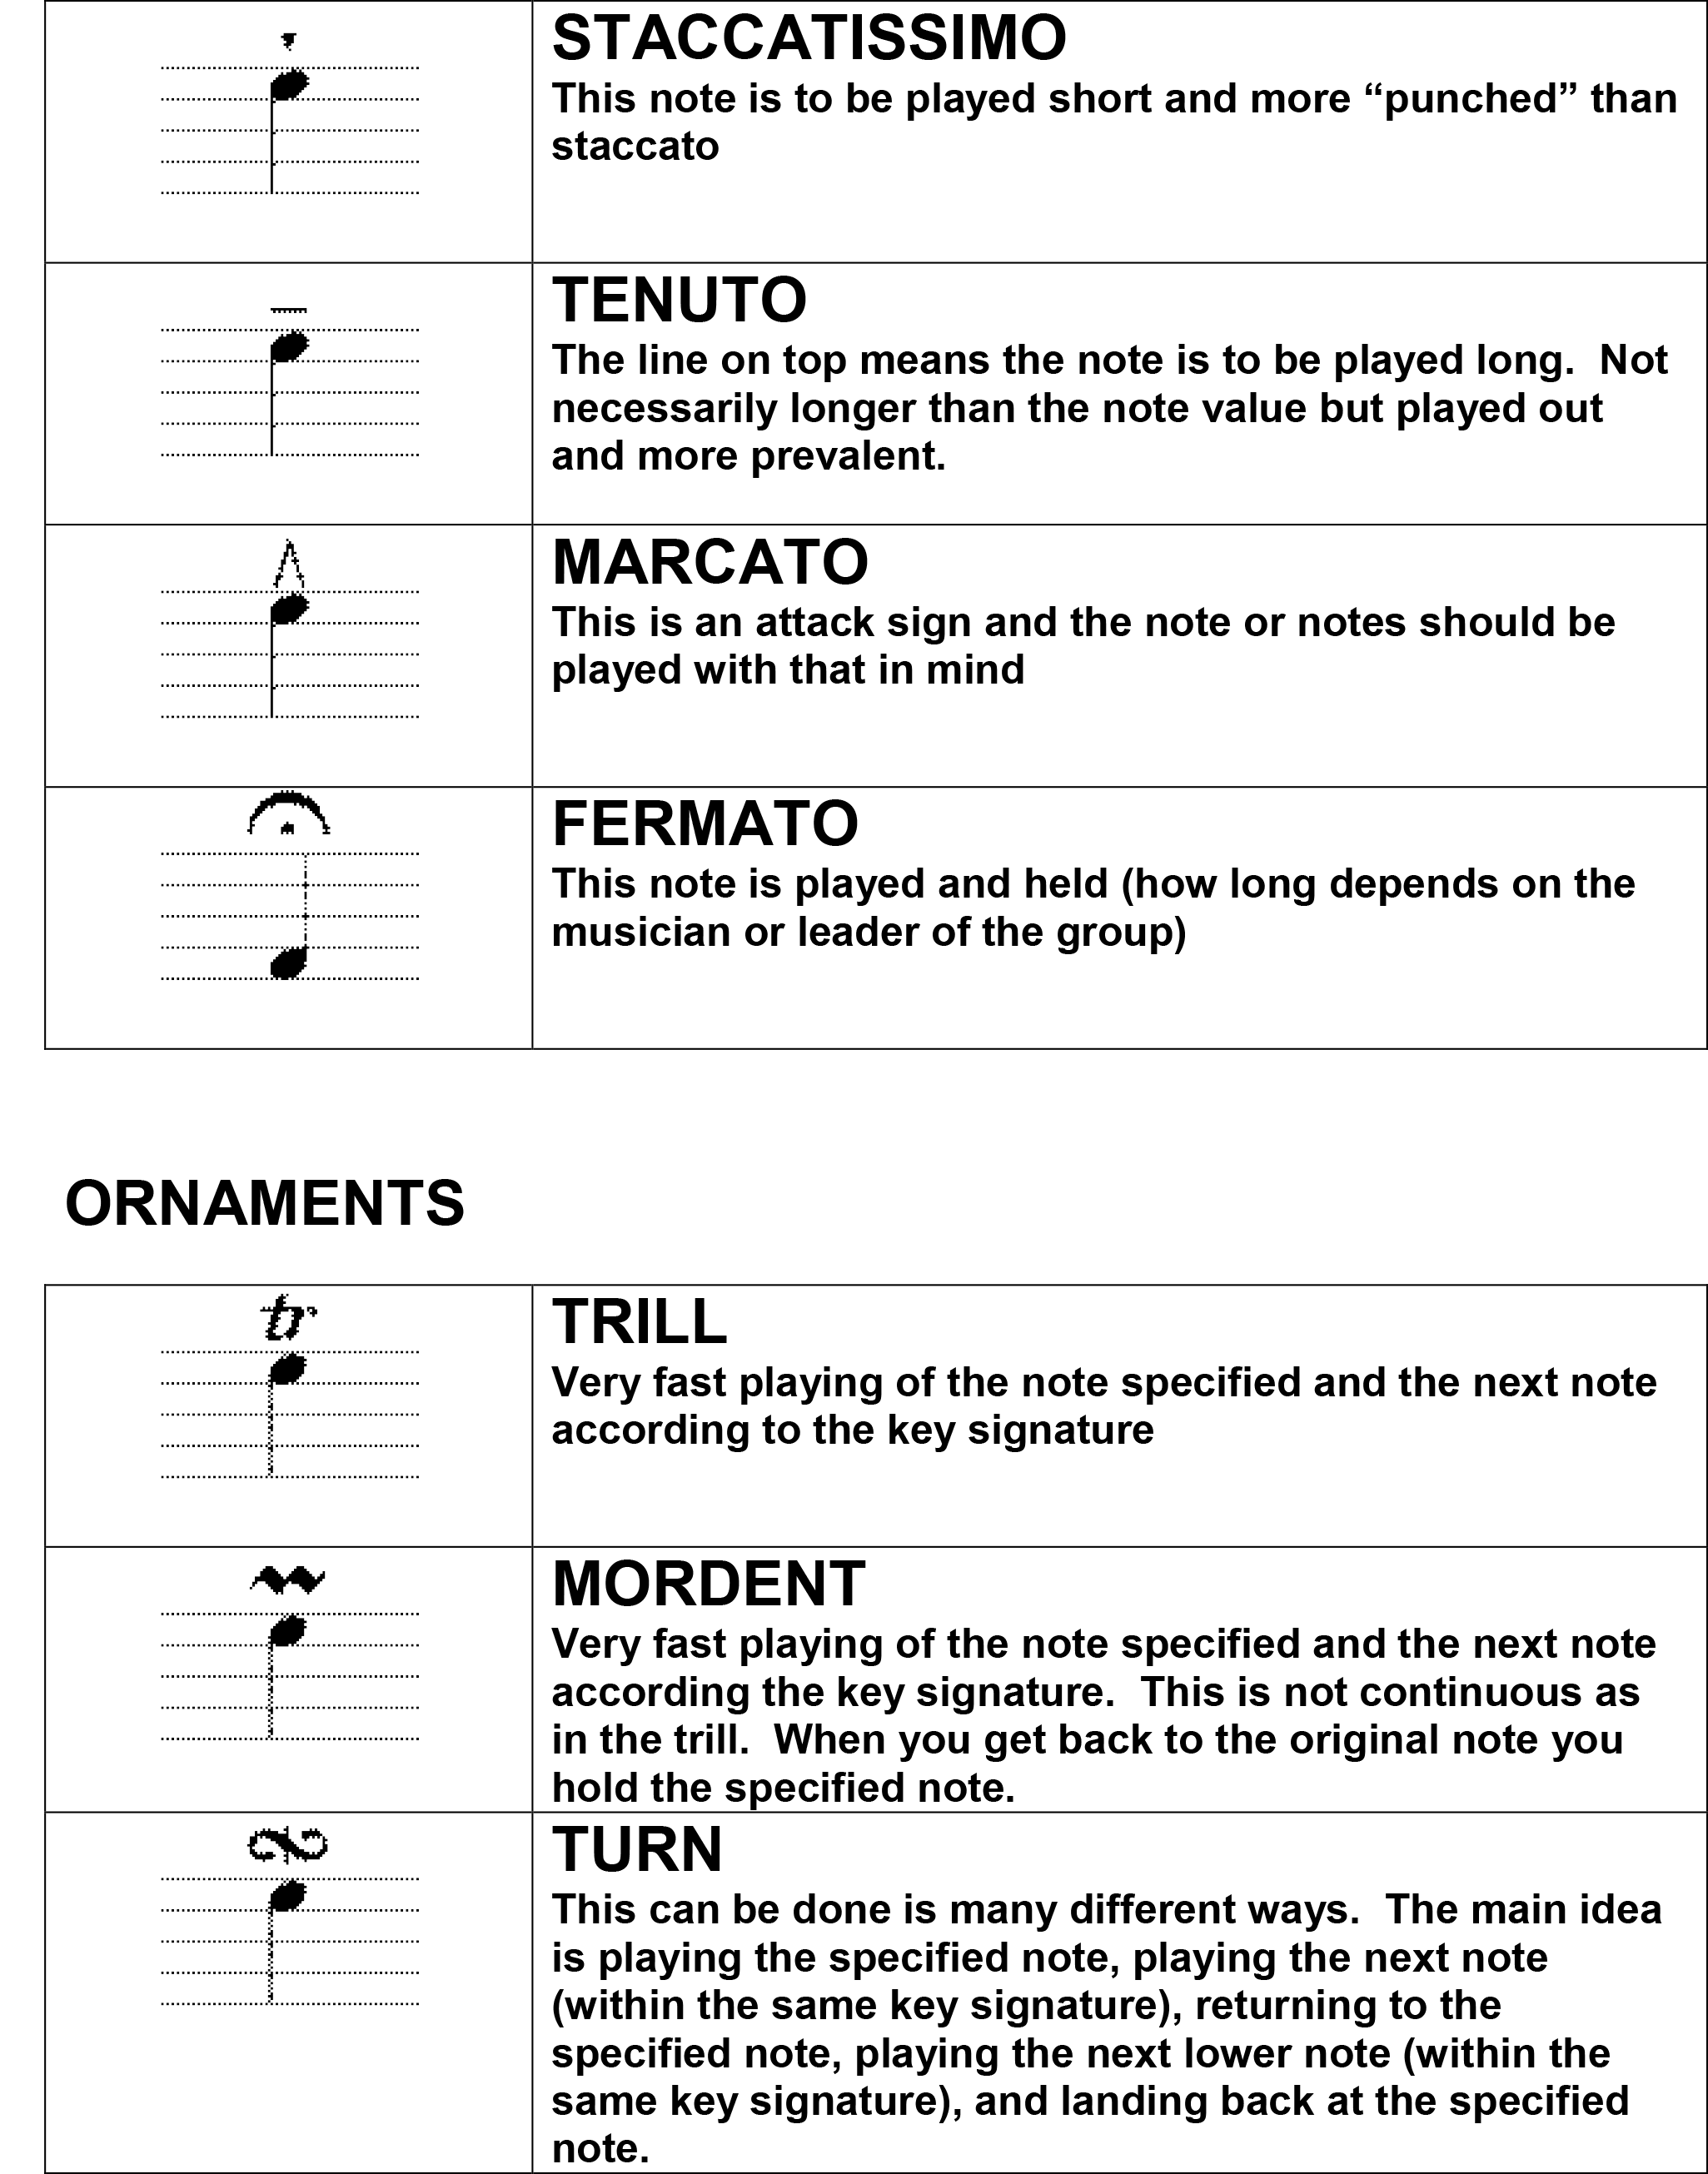 STACCATISSIMO
This note is to be played short and more “punched” than
staccato
TENUTO
The line on top means the note is to be played long.  Not
necessarily longer than the note value but played out
and more prevalent.
MARCATO
This is an attack sign and the note or notes should be
played with that in mind
FERMATO
This note is played and held (how long depends on the
musician or leader of the group)
ORNAMENTS
tr
TRILL
Very fast playing of the note specified and the next note
according to the key signature
MORDENT
Very fast playing of the note specified and the next note
according the key signature.  This is not continuous as
in the trill.  When you get back to the original note you
hold the specified note.
TURN
This can be done is many different ways.  The main idea
is playing the specified note, playing the next note
(within the same key signature), returning to the
specified note, playing the next lower note (within the
same key signature), and landing back at the specified
note.